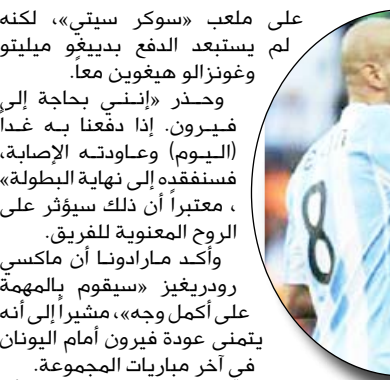 على ملعب «سوكر سيتي»، لكنه
لم يستبعد الدفع بدييغو ميليتو
وغونزالو هيغوين معاً.
وحـذر «إنـنـي بحاجة إلى
فـيـرون. إذا دفعنا بـه غـداً
(الـيـوم) وعـاودتـه الإصابة،
فسنفقده إلى نهاية البطولة»
، معتبراً أن ذلك سيؤثر على
الروح المعنوية للفريق.
وأكـد مـارادونـا أن ماكسي
رودريغيز «سيقوم بالمهمة
على أكمل وجه»، مشيراً إلى أنه
يتمنى عودة فيرون أمام اليونان
في آخر مباريات المجموعة.
8